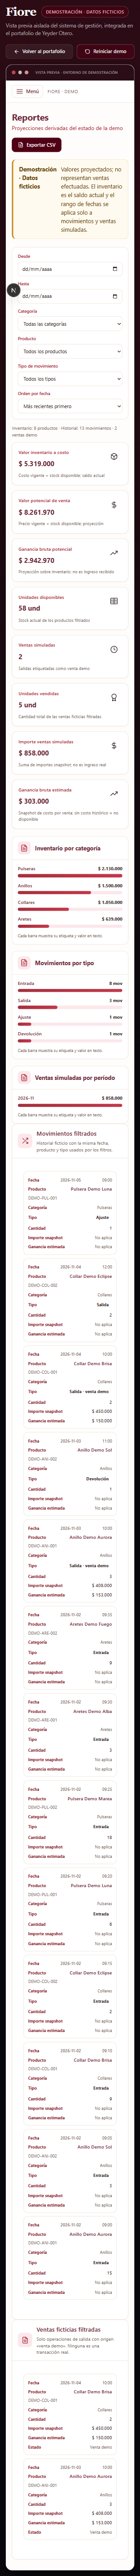 Fiore
DEMOSTRACIÓN · DATOS FICTICIOS
Vista previa aislada del sistema de gestión, integrada en
el portafolio de Yeyder Otero.
Volver al portafolio
Reiniciar demo
VISTA PREVIA · ENTORNO DE DEMOSTRACIÓN
Menú
FIORE · DEMO
Reportes
Proyecciones derivadas del estado de la demo
Exportar CSV
Demostración · Datos ficticios
Valores proyectados; no representan ventas efectuadas. El inventario es el saldo actual; el rango de fechas se aplica solo a movimientos y ventas simuladas.
Desde
dd/mm/aaaa
Hasta
N
dd/mm/aaaa
Categoría
Todas las categorías
Producto
Todos los productos
Tipo de movimiento
Todos los tipos
Orden por fecha
Más recientes primero
Inventario: 8 productos · Historial: 13 movimientos · 2
ventas demo.
Valor inventario a costo
$ 5.319.000
Costo vigente × stock disponible; saldo actual
Valor potencial de venta
$ 8.261.970
Precio vigente × stock disponible; proyección
Ganancia bruta potencial
$ 2.942.970
Proyección sobre inventario; no es ingreso recibido
Unidades disponibles
58 und
Stock actual de los productos filtrados
Ventas simuladas
2
Salidas etiquetadas como venta demo
Unidades vendidas
5 und
Cantidad total de las ventas ficticias filtradas
Importe ventas simuladas
$ 858.000
Suma de importes snapshot; no es ingreso real
Ganancia bruta estimada
$ 303.000
Snapshot de costo por venta; sin costo histórico = no
disponible
Inventario por categoría
Pulseras $ 2.130.000
Anillos $ 1.500.000
Collares $ 1.050.000
Aretes $ 639.000
Cada barra muestra su etiqueta y valor en texto.
Movimientos por tipo
Entrada 8 mov
Salida 3 mov
Ajuste 1 mov
Devolución 1 mov
Cada barra muestra su etiqueta y valor en texto.
Ventas simuladas por periodo
2026-11 $ 858.000
Cada barra muestra su etiqueta y valor en texto.
Movimientos filtrados
Historial ficticio con la misma fecha,
producto y tipo usados por los filtros.
Fecha 2026-11-05 09:00
Producto Pulsera Demo Luna
DEMO-PUL-001
Categoría Pulseras
Tipo Ajuste
Cantidad 1
Importe snapshot No aplica
Ganancia estimada No aplica
Fecha 2026-11-04 12:00
Producto Collar Demo Eclipse
DEMO-COL-002
Categoría Collares
Tipo Salida
Cantidad 2
Importe snapshot No aplica
Ganancia estimada No aplica
Fecha 2026-11-04 10:00
Producto Collar Demo Brisa
DEMO-COL-001
Categoría Collares
Tipo Salida · venta demo
Cantidad 2
Importe snapshot $ 450.000
Ganancia estimada $ 150.000
Fecha 2026-11-03 11:00
Producto Anillo Demo Sol
DEMO-ANI-002
Categoría Anillos
Tipo Devolución
Cantidad 1
Importe snapshot No aplica
Ganancia estimada No aplica
Fecha 2026-11-03 10:00
Producto Anillo Demo Aurora
DEMO-ANI-001
Categoría Anillos
Tipo Salida · venta demo
Cantidad 3
Importe snapshot $ 408.000
Ganancia estimada $ 153.000
Fecha 2026-11-02
Producto Aretes Demo Fuego
DEMO-ARE-002
Categoría Aretes
Tipo Entrada
Cantidad
Importe snapshot No aplica
Ganancia estimada No aplica
Fecha 2026-11-02
Producto Aretes Demo Alba
DEMO-ARE-001
Categoría Aretes
Tipo Entrada
Cantidad
Importe snapshot No aplica
Ganancia estimada No aplica
Fecha 2026-11-02
Producto Pulsera Demo Marea
DEMO-PUL-002
Categoría Pulseras
Tipo Entrada
Cantidad 18
Importe snapshot No aplica
Ganancia estimada No aplica
Fecha 2026-11-02
Producto Pulsera Demo Luna
DEMO-PUL-001
Categoría Pulseras
Tipo Entrada
Cantidad
Importe snapshot No aplica
Ganancia estimada No aplica
Fecha 2026-11-02
Producto Collar Demo Eclipse
DEMO-COL-002
Categoría Collares
Tipo Entrada
Cantidad 2
Importe snapshot No aplica
Ganancia estimada No aplica
Fecha 2026-11-02
Producto Collar Demo Brisa
DEMO-COL-001
Categoría Collares
Tipo Entrada
Cantidad
Importe snapshot No aplica
Ganancia estimada No aplica
Fecha 2026-11-02
Producto Anillo Demo Sol
DEMO-ANI-002
Categoría Anillos
Tipo Entrada
Cantidad 3
Importe snapshot No aplica
Ganancia estimada No aplica
Fecha 2026-11-02
Producto Anillo Demo Aurora
DEMO-ANI-001
Categoría Anillos
Tipo Entrada
Cantidad 15
Importe snapshot No aplica
Ganancia estimada No aplica
Ventas ficticias filtradas
Solo operaciones de salida con origen
«venta demo». Ninguna es una
transacción real.
Fecha 2026-11-04 10:00
Producto Collar Demo Brisa
DEMO-COL-001
Categoría Collares
Cantidad 2
Importe snapshot $ 450.000
Ganancia estimada $ 150.000
Estado Venta demo
Fecha 2026-11-03 10:00
Producto Anillo Demo Aurora
DEMO-ANI-001
Categoría Anillos
Cantidad 3
Importe snapshot $ 408.000
Ganancia estimada $ 153.000
Estado Venta demo